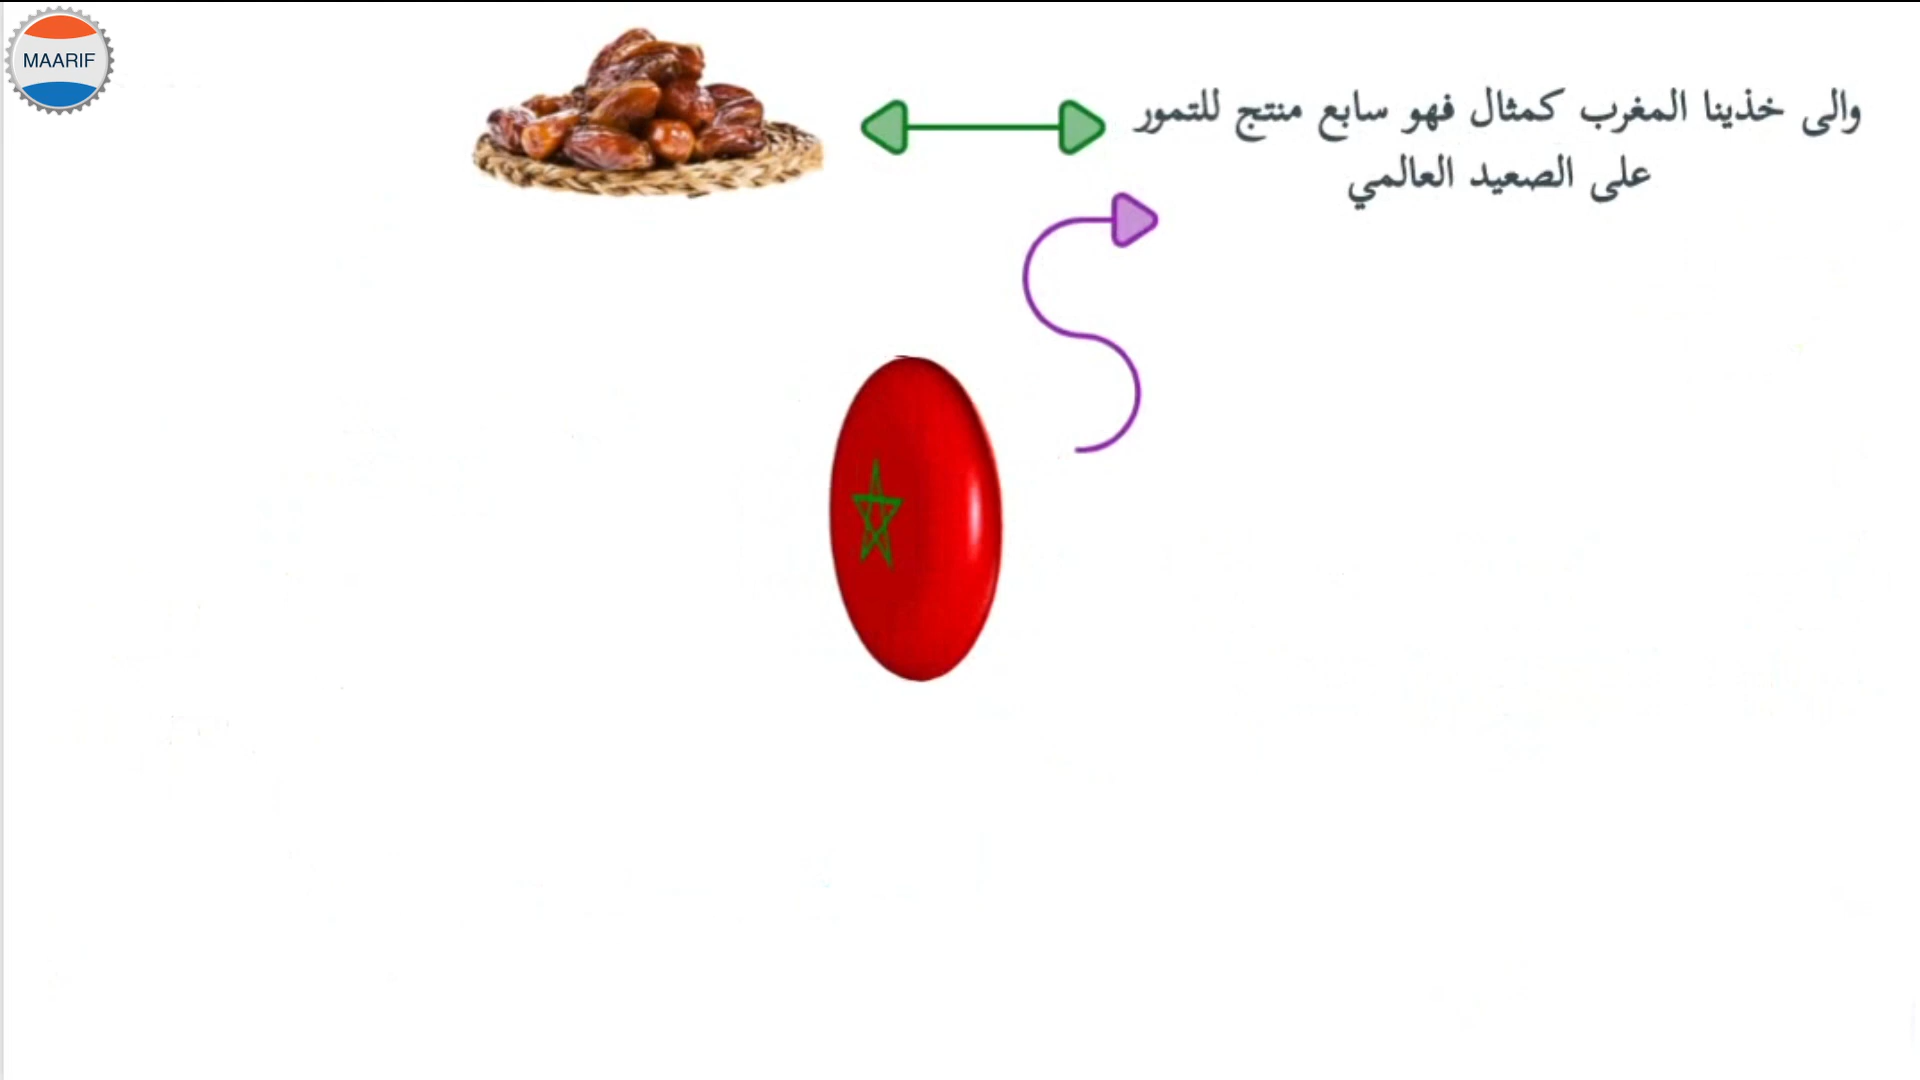 MAARIF
والى خذينا المغرب كمثال فهو سابع منتج للتمور
على الصعيد العالمي